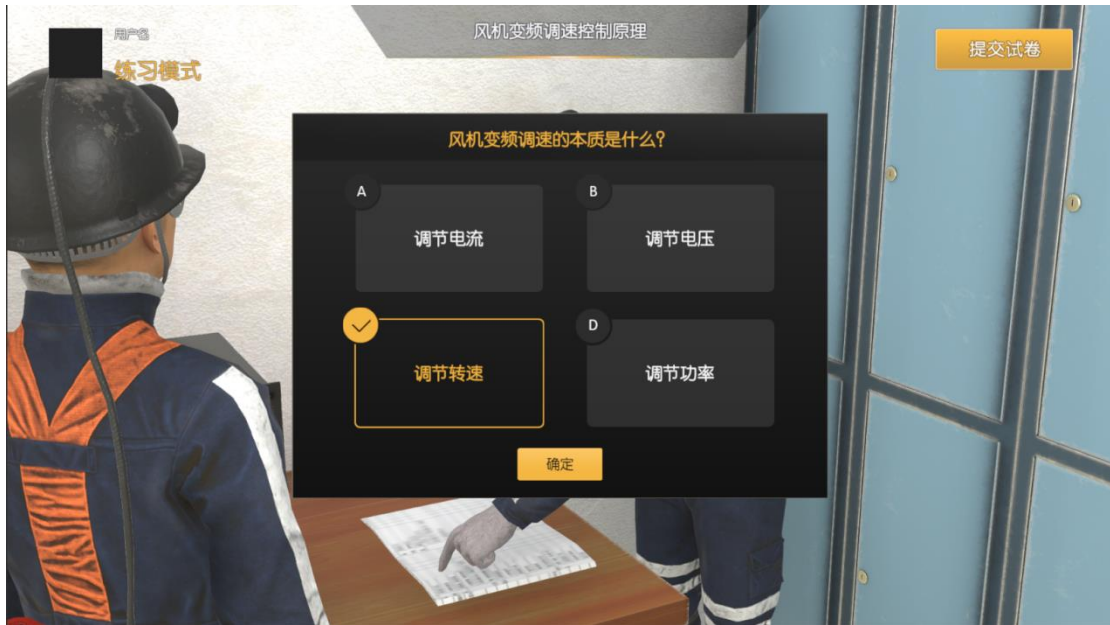 用户名
练习模式
风机变频调速控制原理
提交试卷
风机变频调速的本质是什么?
A
调节电流
B
调节电压
调节转速
D
调节功率
确定